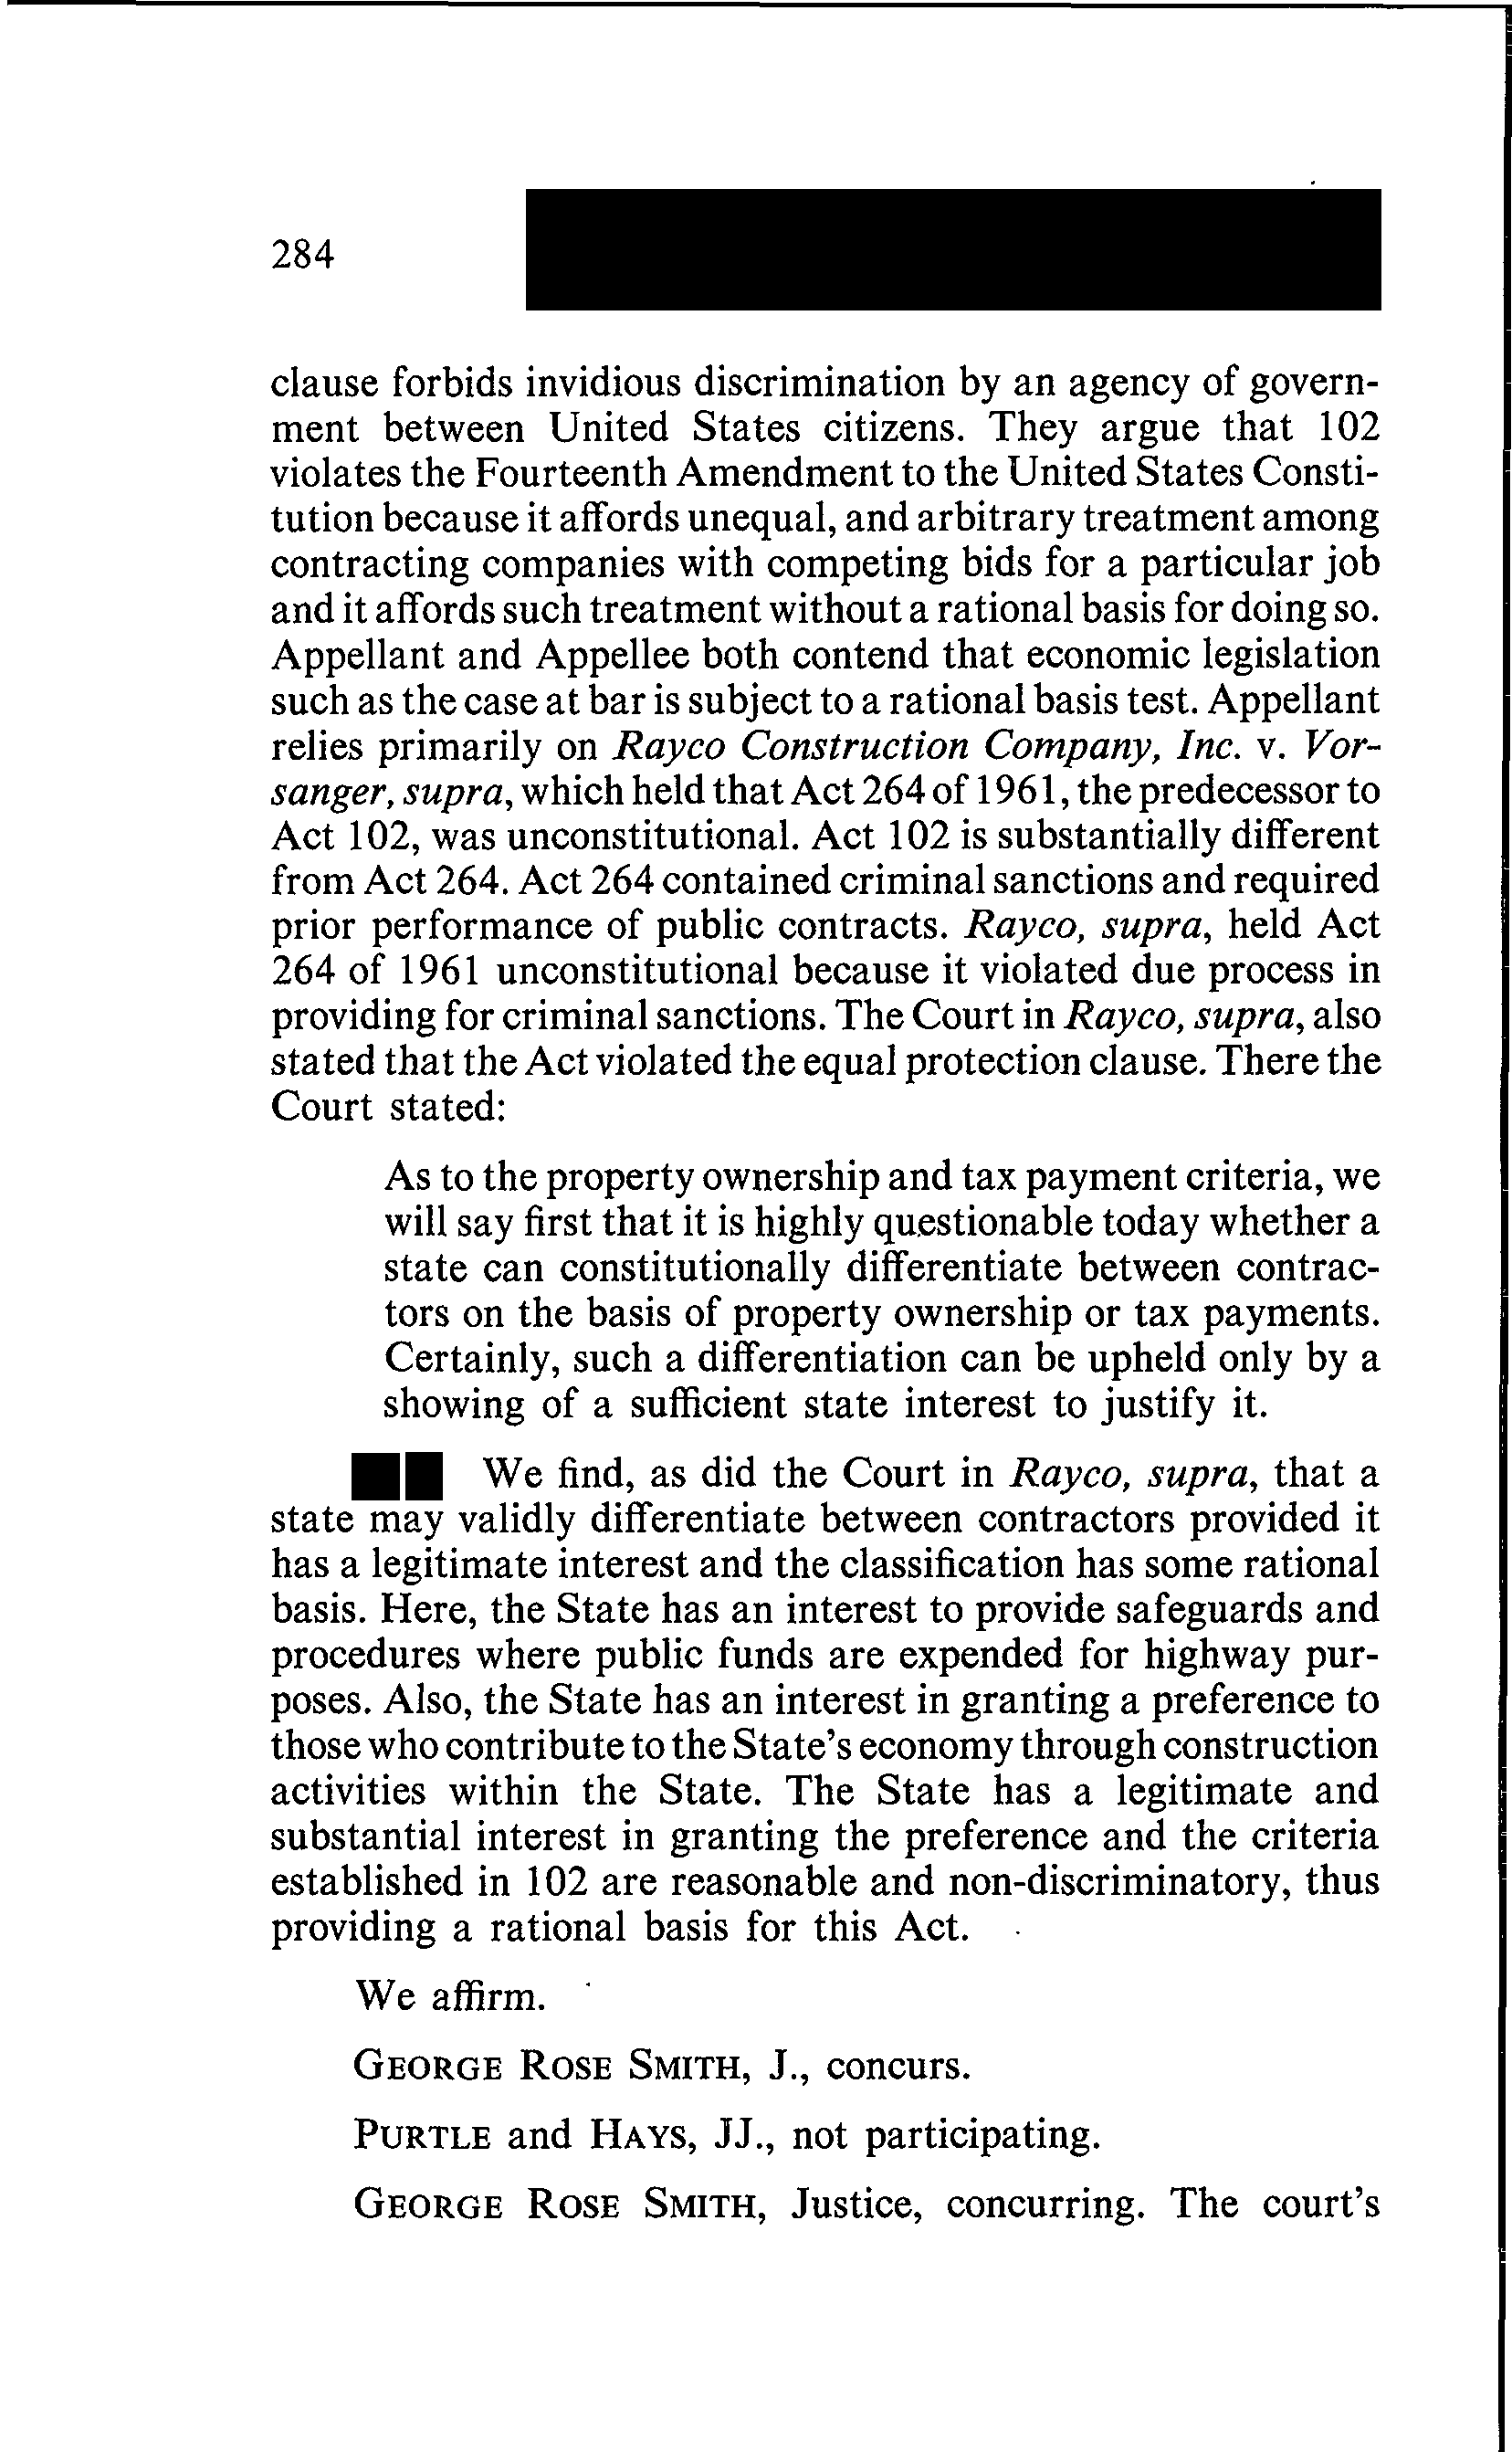 284
clause forbids invidious discrimination by an agency of govern-
ment between United States citizens. They argue that 102
violates the Fourteenth Amendment to the United States Consti-
tution because it affords unequal, and arbitrary treatment among
contracting companies with competing bids for a particular job
and it affords such treatment without a rational basis for doing so.
Appellant and Appellee both contend that economic legislation
such as the case at bar is subject to a rational basis test. Appellant
relies primarily on Rayco Construction Company, Inc. v. Vor-
sanger, supra, which held that Act 264 of 1961, the predecessor to
Act 102, was unconstitutional. Act 102 is substantially different
from Act 264. Act 264 contained criminal sanctions and required
prior performance of public contracts. Rayco, supra, held Act
264 of 1961 unconstitutional because it violated due process in
providing for criminal sanctions. The Court in Rayco, supra, also
stated that the Act violated the equal protection clause. There the
Court stated:
As to the property ownership and tax payment criteria, we
will say first that it is highly questionable today whether a
state can constitutionally differentiate between contrac-
tors on the basis of property ownership or tax payments.
Certainly, such a differentiation can be upheld only by a
showing of a sufficient state interest to justify it.
We find, as did the Court in Rayco, supra, that a
state may validly differentiate between contractors provided it
has a legitimate interest and the classification has some rational
basis. Here, the State has an interest to provide safeguards and
procedures where public funds are expended for highway pur-
poses. Also, the State has an interest in granting a preference to
those who contribute to the State's economy through construction
activities within the State. The State has a legitimate and
substantial interest in granting the preference and the criteria
established in 102 are reasonable and non-discriminatory, thus
providing a rational basis for this Act.
We affirm.
GEORGE ROSE SMITH, J., concurs.
PURTLE and HAYS, JJ., not participating.
GEORGE ROSE SMITH, Justice, concurring. The court's